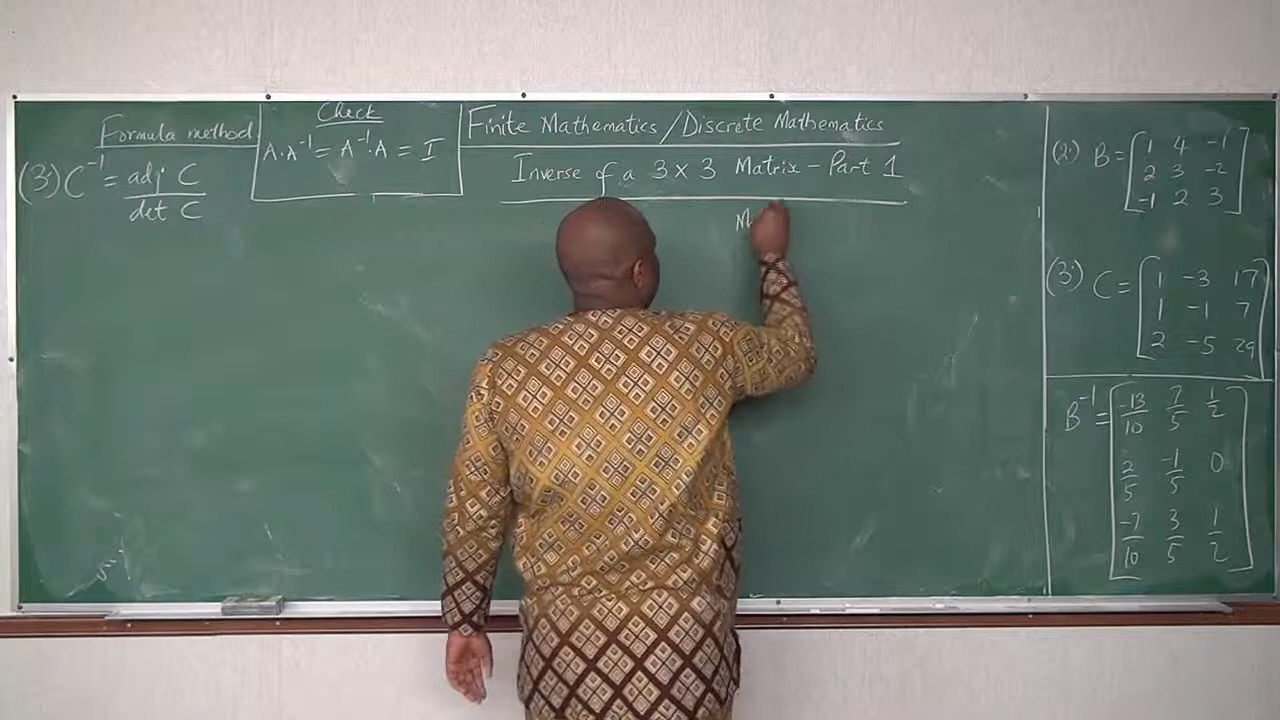 Formula method
(3) C⁻¹ = adj C
det C
Check
A·A⁻¹ = A⁻¹·A = I
Finite Mathematics / Discrete Mathematics
Inverse of a 3 × 3 Matrix – Part 1
M
(2) B = [ 1 4 -1
2 3 -2
-1 2 3 ]
(3) C = [ 1 -3 17
1 -1 7
2 -5 29 ]
B⁻¹ = [ -13/10 7/5 1/2
2/5 -1/5 0
-7/10 3/5 1/2 ]